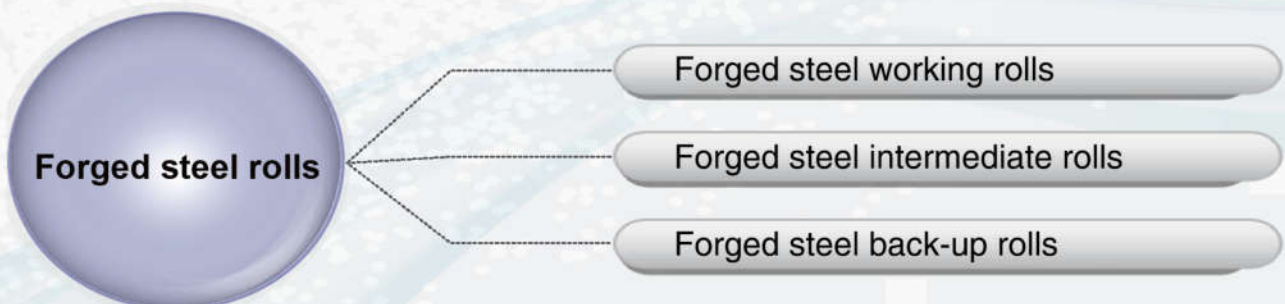 Forged steel rolls
Forged steel working rolls
Forged steel intermediate rolls
Forged steel back-up rolls